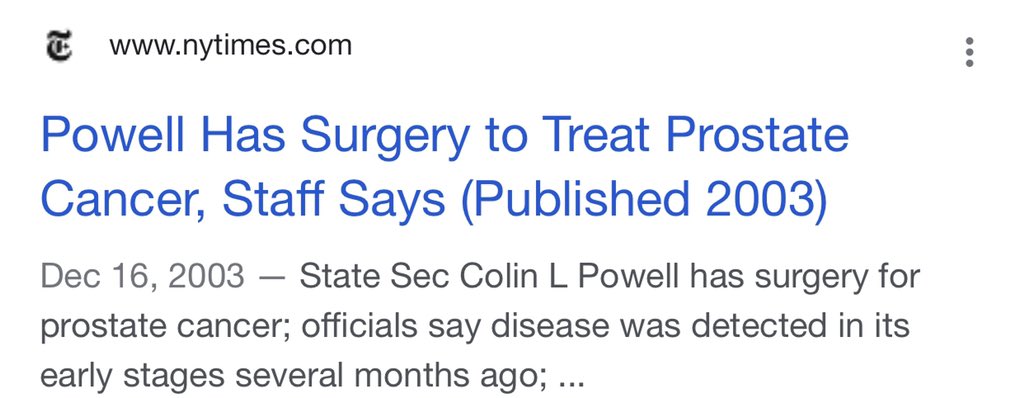 www.nytimes.com
Powell Has Surgery to Treat Prostate
Cancer, Staff Says (Published 2003)
Dec 16, 2003 — State Sec Colin L Powell has surgery for
prostate cancer; officials say disease was detected in its
early stages several months ago; ...